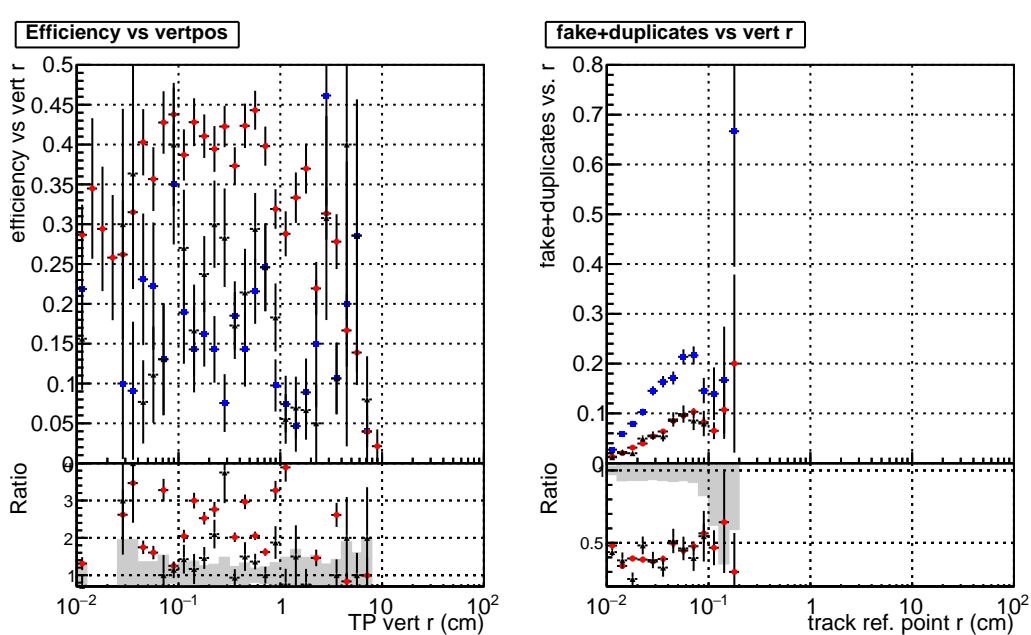 Efficiency vs vertpos
efficiency vs vert r
0.5
0.45
0.4
0.35
0.3
0.25
0.2
0.15
0.1
0.05
0
Ratio
3
2
1
10⁻² 10⁻¹ 1 10 10²
TP vert r (cm)
fake+duplicates vs vert r
fake+duplicates vs. r
0.8
0.7
0.6
0.5
0.4
0.3
0.2
0.1
0
Ratio
1
0.5
10⁻² 10⁻¹ 1 10 10²
track ref. point r (cm)